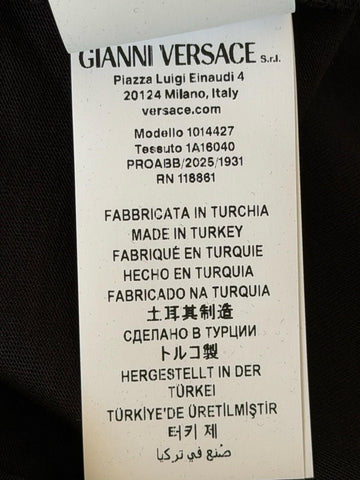 GIANNI VERSACE S.r.l.
Piazza Luigi Einaudi 4
20124 Milano, Italy
versace.com
Modello 1014427
Tessuto 1A16040
PROABB/2025/1931
RN 118861
FABBRICATA IN TURCHIA
MADE IN TURKEY
FABRIQUÉ EN TURQUIE
HECHO EN TURQUIA
FABRICADO NA TURQUIA
土耳其制造
СДЕЛАНО В ТУРЦИИ
トルコ製
HERGESTELLT IN DER
TÜRKEI
TÜRKİYE'DE ÜRETİLMİŞTİR
터키 제
صُنع في تركيا